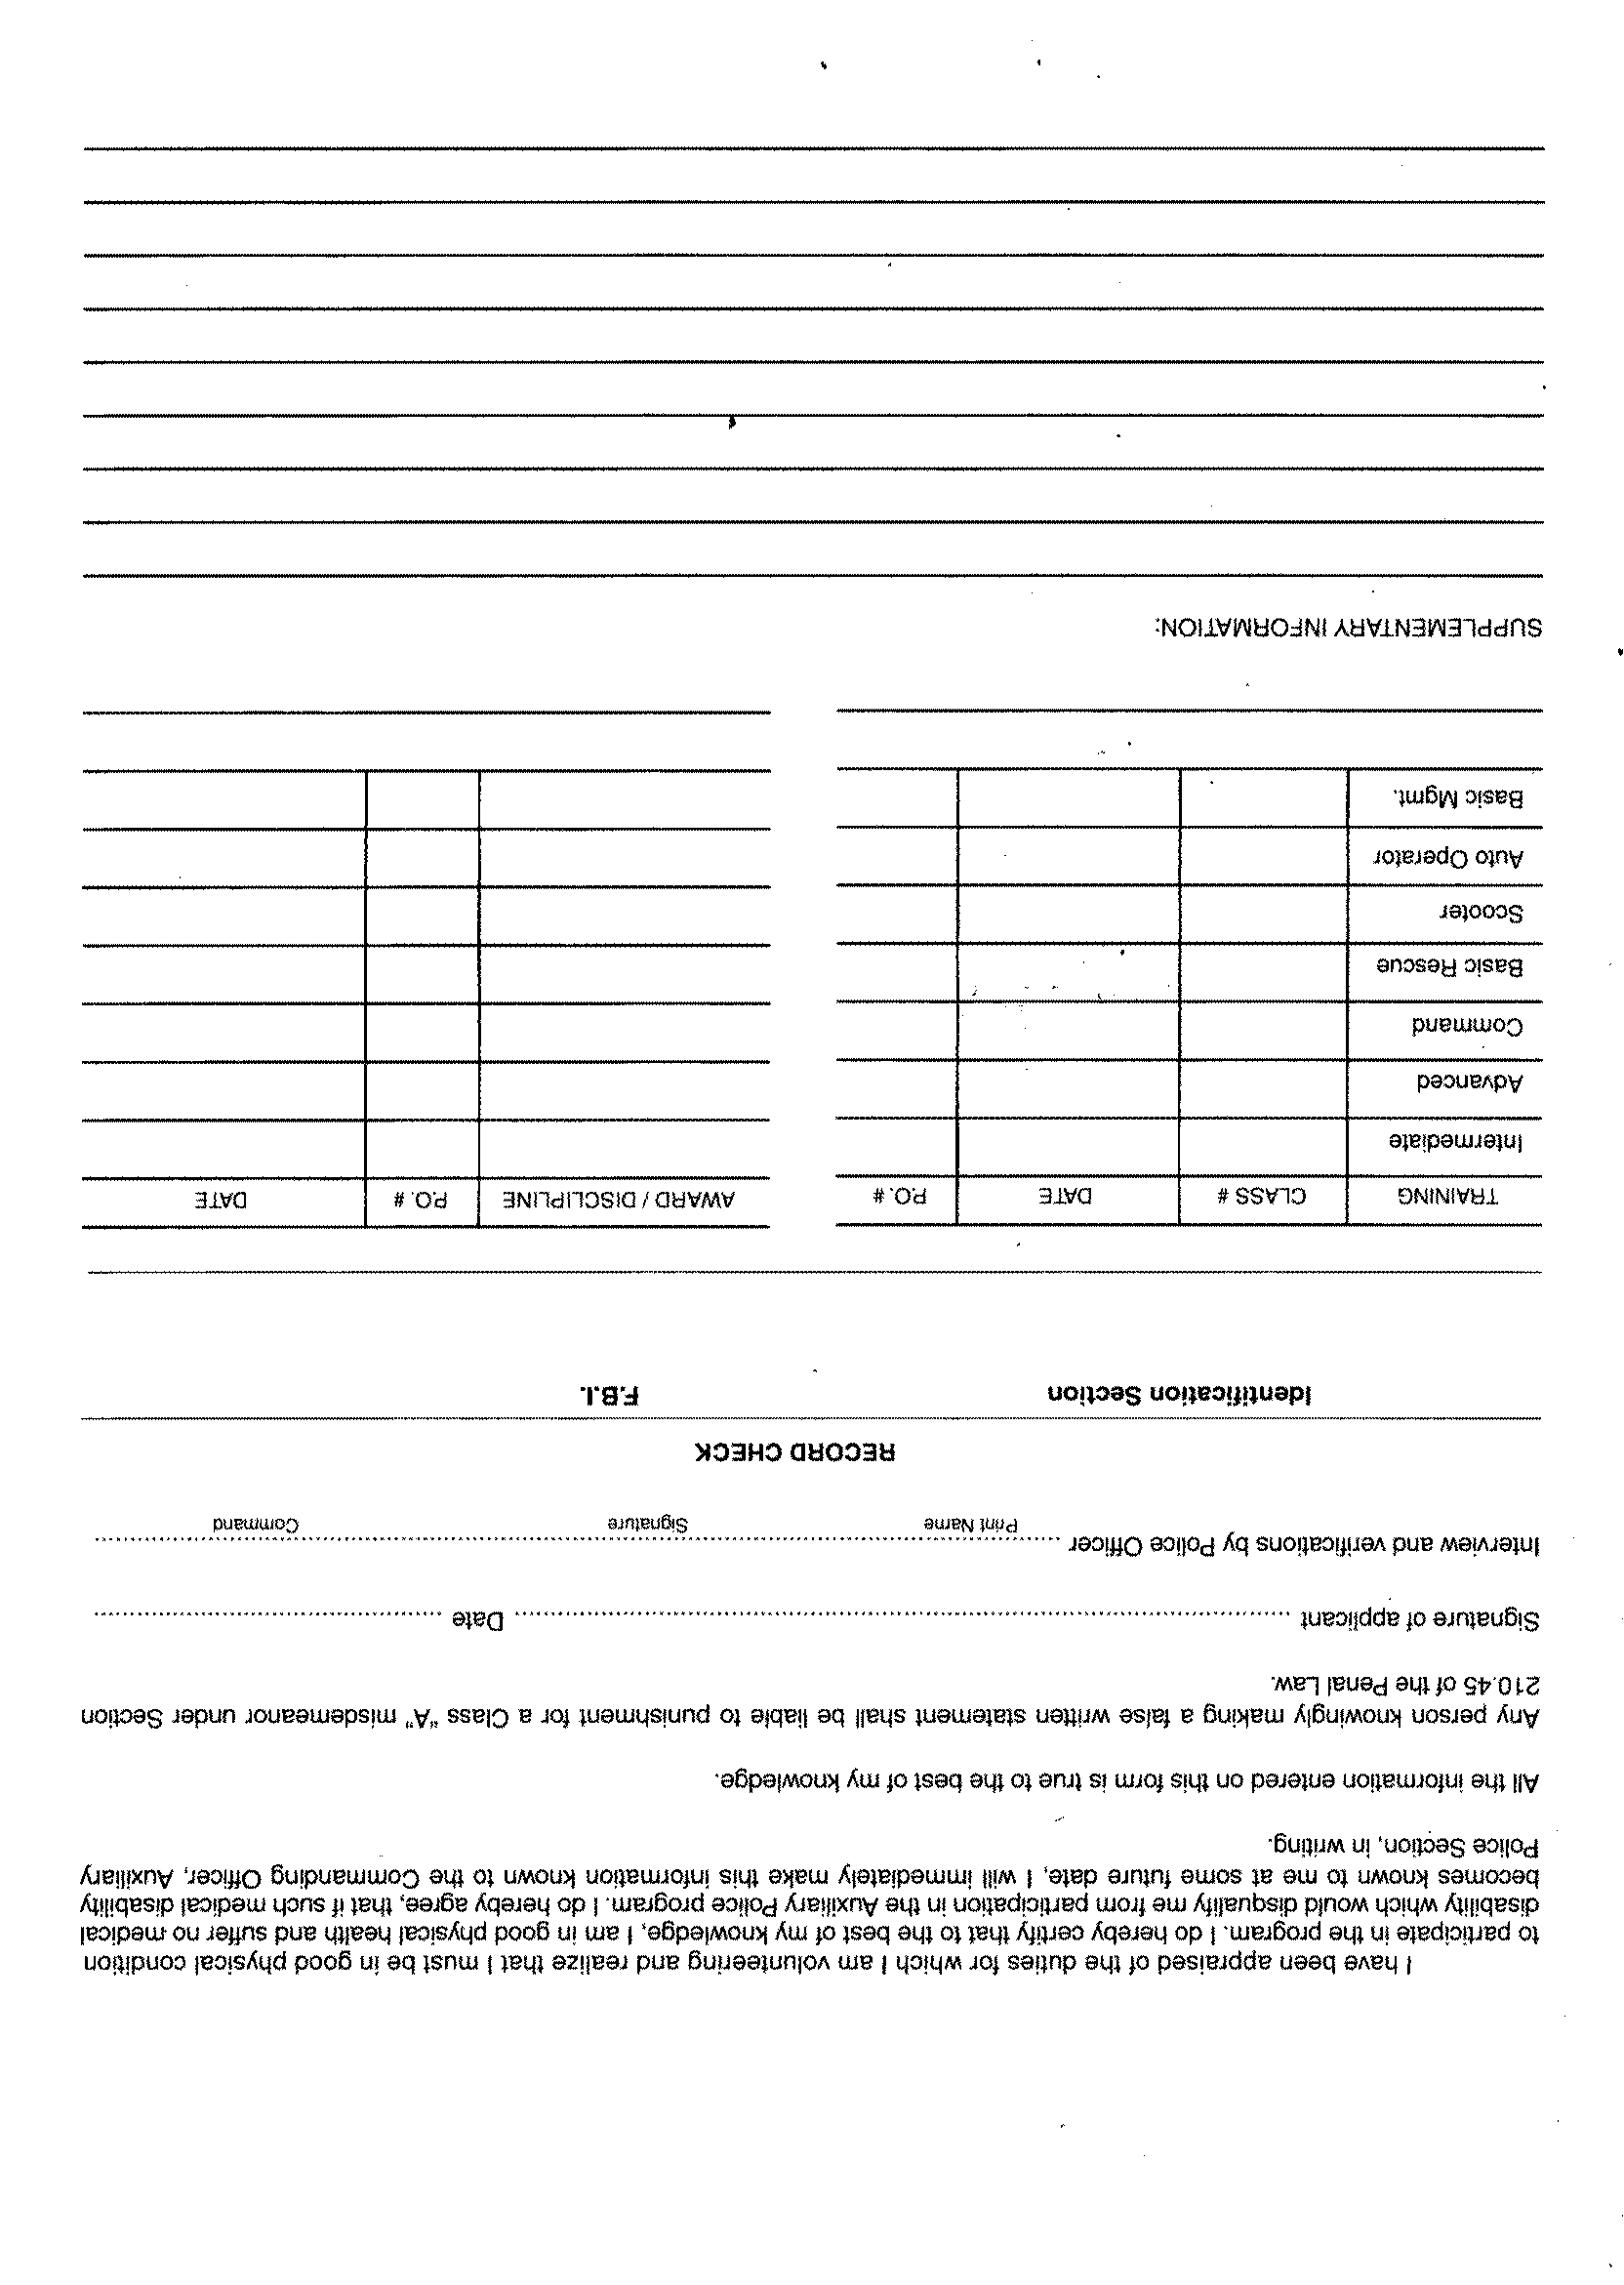 I have been appraised of the duties for which I am volunteering and realize that I must be in good physical condition
to participate in the program. I do hereby certify that to the best of my knowledge, I am in good physical health and suffer no medical
disability which would disqualify me from participation in the Auxiliary Police program. I do hereby agree, that if such medical disability
becomes known to me at some future date, I will immediately make this information known to the Commanding Officer, Auxiliary
Police Section, in writing.
All the information entered on this form is true to the best of my knowledge.
Any person knowingly making a false written statement shall be liable to punishment for a Class "A" misdemeanor under Section
210.45 of the Penal Law.
Signature of applicant Date
Interview and verifications by Police Officer
Print Name Signature Command
RECORD CHECK
Identification Section F.B.I.
TRAINING CLASS # DATE P.O. # AWARD / DISCIPLINE P.O. # DATE
Intermediate
Advanced
Command
Basic Rescue
Scooter
Auto Operator
Basic Mgmt.
SUPPLEMENTARY INFORMATION: